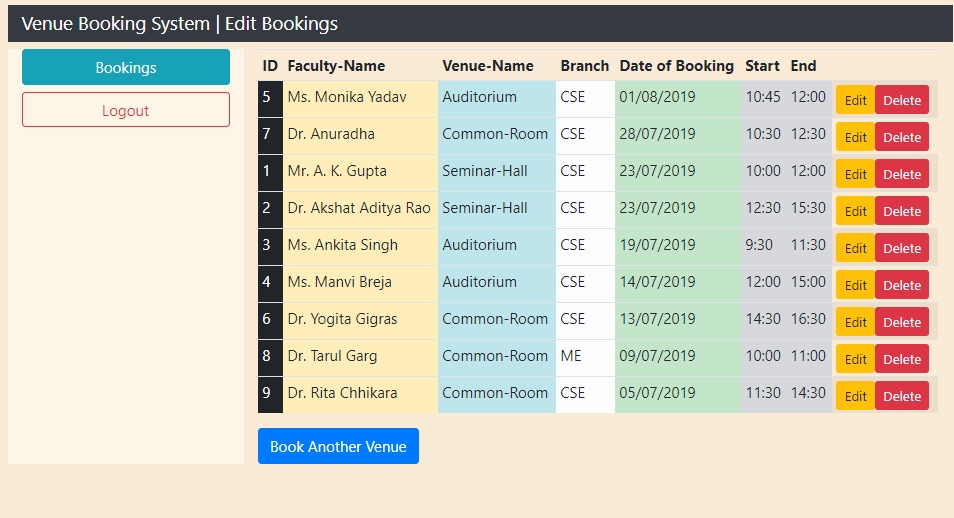 Venue Booking System | Edit Bookings
Bookings
Logout
ID Faculty-Name Venue-Name Branch Date of Booking Start End
5 Ms. Monika Yadav Auditorium CSE 01/08/2019 10:45 12:00 Edit Delete
7 Dr. Anuradha Common-Room CSE 28/07/2019 10:30 12:30 Edit Delete
1 Mr. A. K. Gupta Seminar-Hall CSE 23/07/2019 10:00 12:00 Edit Delete
2 Dr. Akshat Aditya Rao Seminar-Hall CSE 23/07/2019 12:30 15:30 Edit Delete
3 Ms. Ankita Singh Auditorium CSE 19/07/2019 9:30 11:30 Edit Delete
4 Ms. Manvi Breja Auditorium CSE 14/07/2019 12:00 15:00 Edit Delete
6 Dr. Yogita Gigras Common-Room CSE 13/07/2019 14:30 16:30 Edit Delete
8 Dr. Tarul Garg Common-Room ME 09/07/2019 10:00 11:00 Edit Delete
9 Dr. Rita Chhikara Common-Room CSE 05/07/2019 11:30 14:30 Edit Delete
Book Another Venue